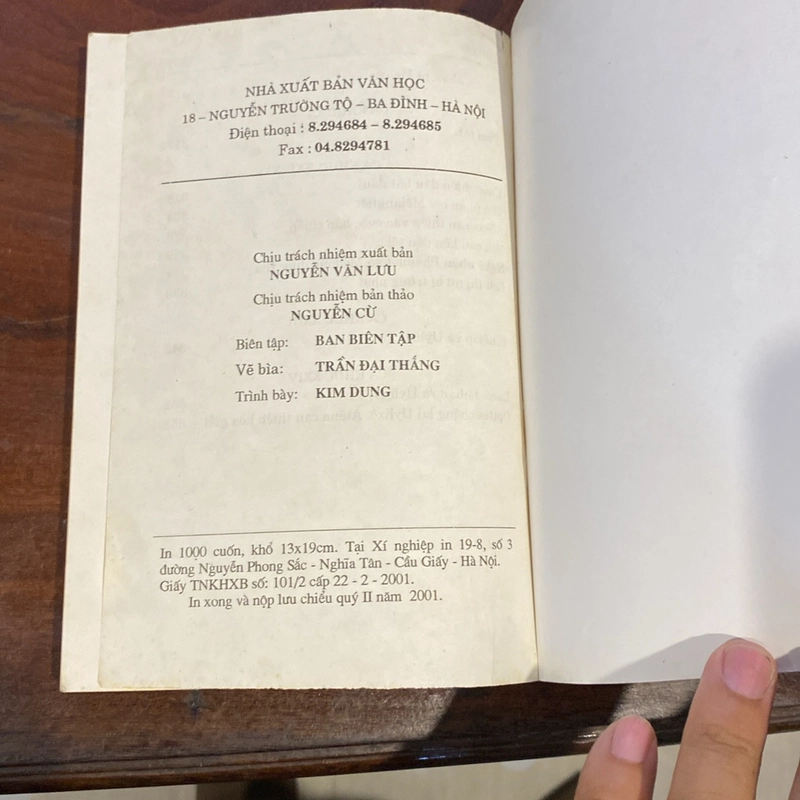 NHÀ XUẤT BẢN VĂN HỌC
18 – NGUYỄN TRƯỜNG TỘ – BA ĐÌNH – HÀ NỘI
Điện thoại : 8.294684 – 8.294685
Fax : 04.8294781
Chịu trách nhiệm xuất bản
NGUYỄN VĂN LƯU
Chịu trách nhiệm bản thảo
NGUYỄN CỪ
Biên tập: BAN BIÊN TẬP
Vẽ bìa: TRẦN ĐẠI THẮNG
Trình bày: KIM DUNG
In 1000 cuốn, khổ 13x19cm. Tại Xí nghiệp in 19-8, số 3
đường Nguyễn Phong Sắc - Nghĩa Tân - Cầu Giấy - Hà Nội.
Giấy TNKHXB số: 101/2 cấp 22 - 2 - 2001.
In xong và nộp lưu chiểu quý II năm 2001.